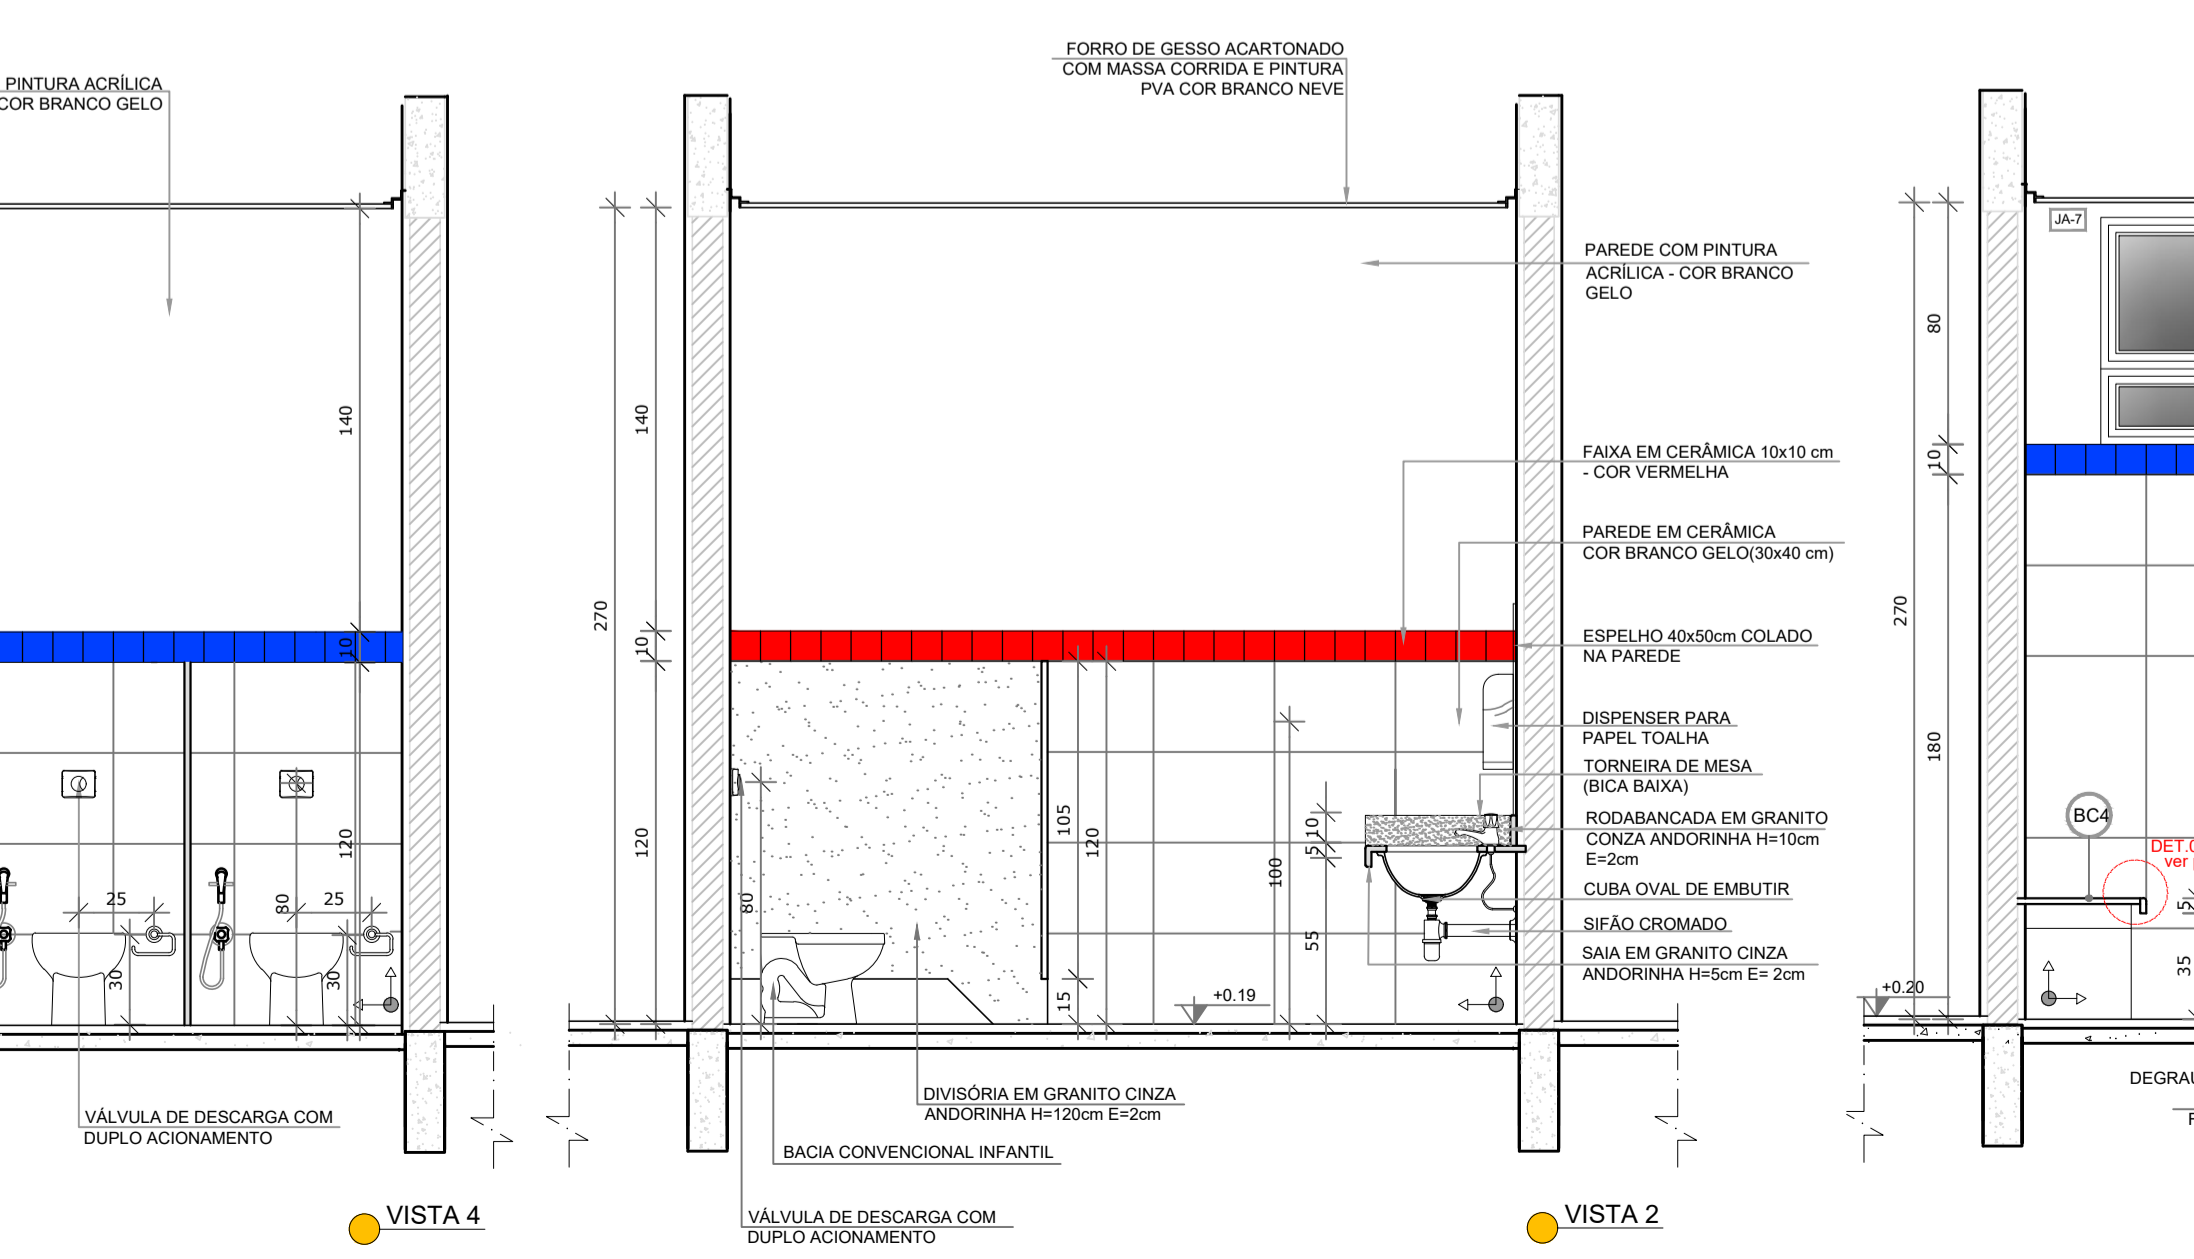 PINTURA ACRÍLICA
COR BRANCO GELO
140
10
120
25
80
25
30
30
VÁLVULA DE DESCARGA COM
DUPLO ACIONAMENTO
VISTA 4
FORRO DE GESSO ACARTONADO
COM MASSA CORRIDA E PINTURA
PVA COR BRANCO NEVE
270
140
10
120
80
105
120
15
100
10
5
55
+0.19
PAREDE COM PINTURA
ACRÍLICA - COR BRANCO
GELO
FAIXA EM CERÂMICA 10x10 cm
- COR VERMELHA
PAREDE EM CERÂMICA
COR BRANCO GELO(30x40 cm)
ESPELHO 40x50cm COLADO
NA PAREDE
DISPENSER PARA
PAPEL TOALHA
TORNEIRA DE MESA
(BICA BAIXA)
RODABANCADA EM GRANITO
CONZA ANDORINHA H=10cm
E=2cm
CUBA OVAL DE EMBUTIR
SIFÃO CROMADO
SAIA EM GRANITO CINZA
ANDORINHA H=5cm E= 2cm
DIVISÓRIA EM GRANITO CINZA
ANDORINHA H=120cm E=2cm
BACIA CONVENCIONAL INFANTIL
VÁLVULA DE DESCARGA COM
DUPLO ACIONAMENTO
VISTA 2
JA-7
80
10
270
180
BC4
DET.0
ver
5
35
+0.20
DEGRAU